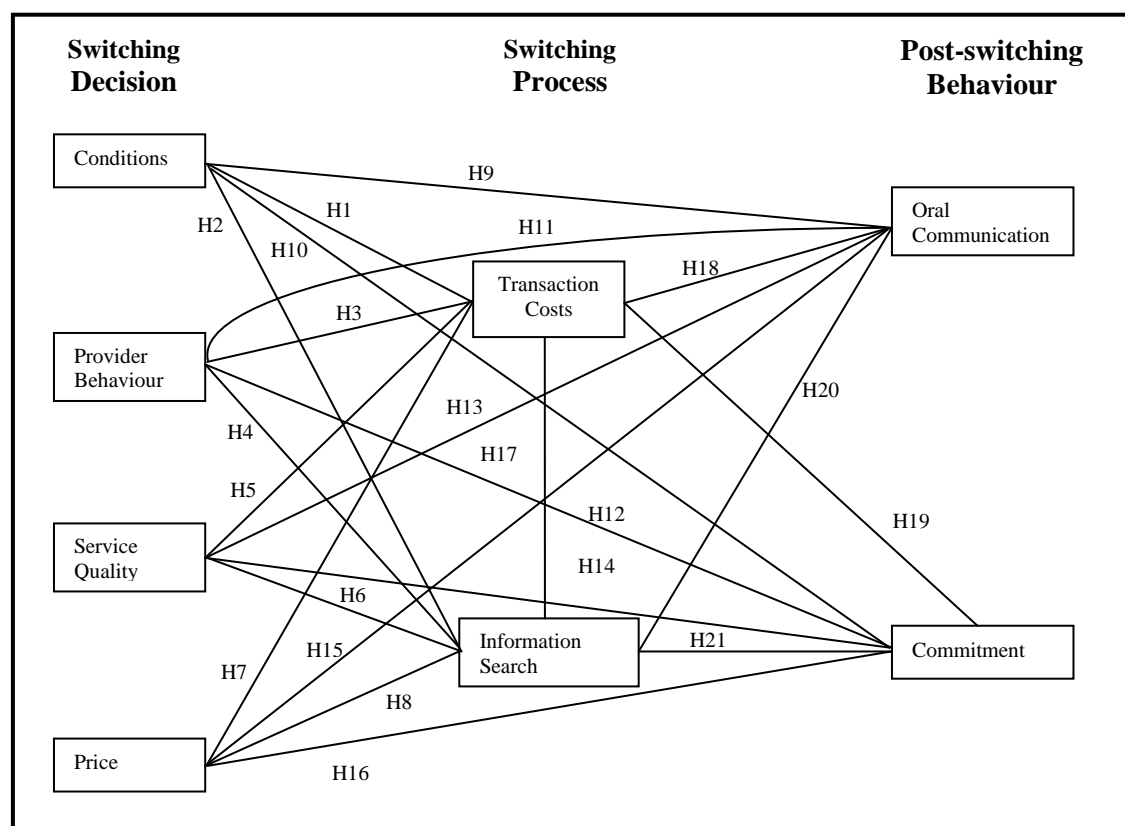 Switching
Decision
Switching
Process
Post-switching
Behaviour
Conditions
H9
H2
H1
H10
H11
Oral
Communication
H18
Transaction
Costs
H3
Provider
Behaviour
H20
H13
H4
H17
H5
H12
H19
Service
Quality
H14
H6
Information
Search
H21
Commitment
H15
H7
H8
Price
H16